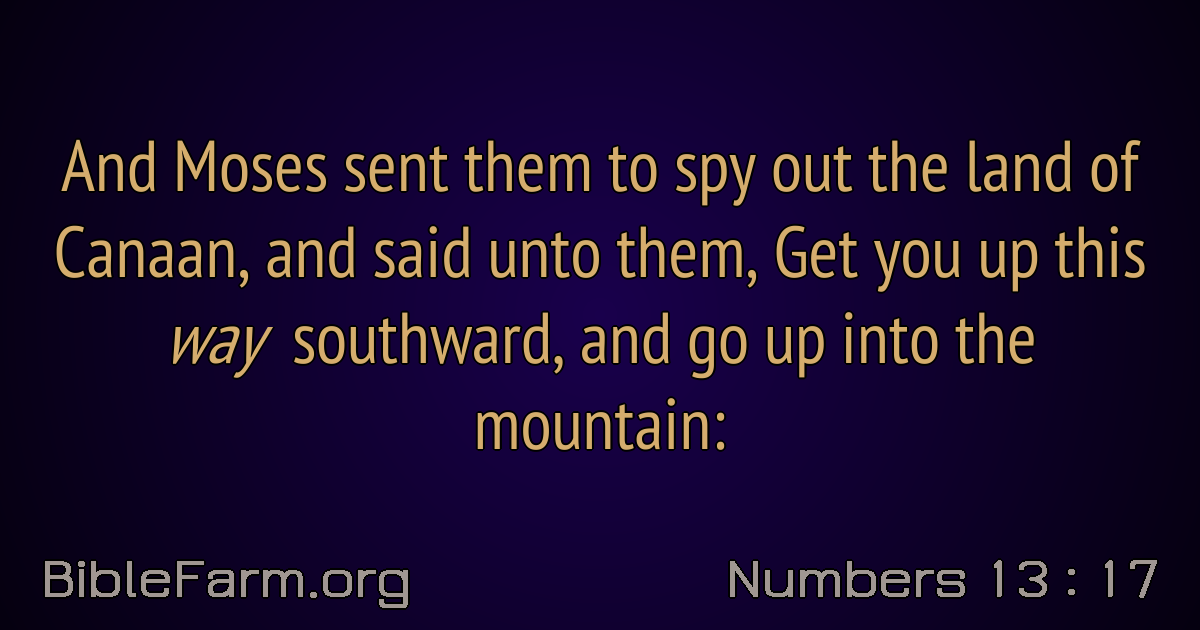 And Moses sent them to spy out the land of
Canaan, and said unto them, Get you up this
way southward, and go up into the
mountain:
BibleFarm.org
Numbers 13 : 17